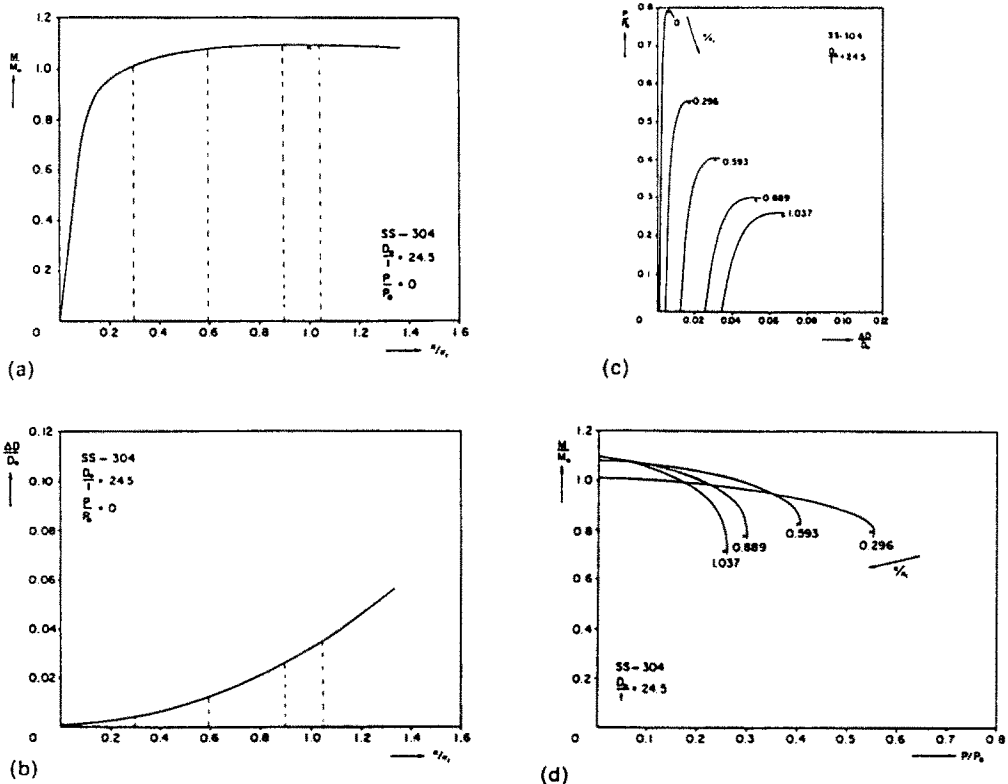 M
M₀
1.2
1.0
0.8
0.6
0.4
0.2
0
0.2
0.4
0.6
0.8
1.0
1.2
1.4
1.6
SS-304
D₀
= 24.5
P
P₀
= 0
(a)
P
P₀
0.8
0.7
0.6
0.5
0.4
0.3
0.2
0.1
0
0.02
0.04
0.06
0.08
0.10
0.12
ΔD
D₀
0
0.296
0.593
0.889
1.037
D₀
= 24.5
(c)
ΔD
D₀
0.12
0.10
0.08
0.06
0.04
0.02
0
0.2
0.4
0.6
0.8
1.0
1.2
1.4
1.6
SS-304
D₀
= 24.5
P
P₀
= 0
(b)
M
M₀
1.2
1.0
0.8
0.6
0.4
0.2
0
0.1
0.2
0.3
0.4
0.5
0.6
0.7
0.8
P/P₀
1.037
0.889
0.593
0.296
SS-304
D₀
t
= 24.5
(d)